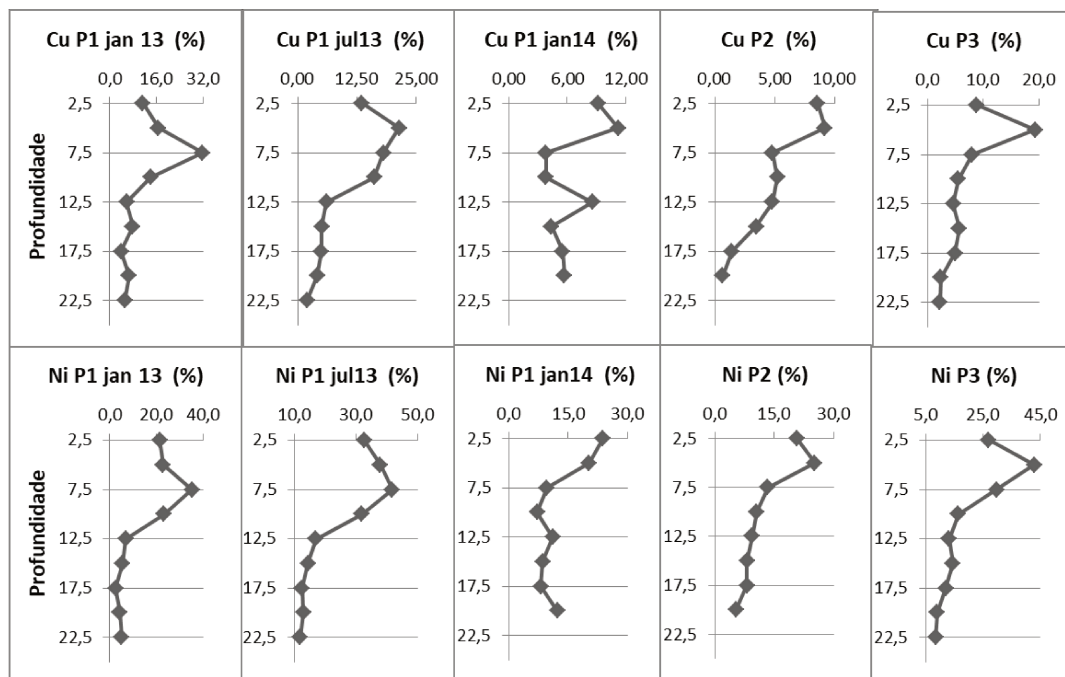 Cu P1 jan 13 (%)
0,0 16,0 32,0
2,5
7,5
12,5
17,5
22,5
Profundidade
Cu P1 jul13 (%)
0,00 12,50 25,00
2,5
7,5
12,5
17,5
22,5
Cu P1 jan14 (%)
0,00 6,00 12,00
2,5
7,5
12,5
17,5
22,5
Cu P2 (%)
0,00 5,00 10,00
2,5
7,5
12,5
17,5
22,5
Cu P3 (%)
0,0 10,0 20,0
2,5
7,5
12,5
17,5
22,5
Ni P1 jan 13 (%)
0,0 20,0 40,0
2,5
7,5
12,5
17,5
22,5
Profundidade
Ni P1 jul13 (%)
10,0 30,0 50,0
2,5
7,5
12,5
17,5
22,5
Ni P1 jan14 (%)
0,0 15,0 30,0
2,5
7,5
12,5
17,5
22,5
Ni P2 (%)
0,0 15,0 30,0
2,5
7,5
12,5
17,5
22,5
Ni P3 (%)
5,0 25,0 45,0
2,5
7,5
12,5
17,5
22,5